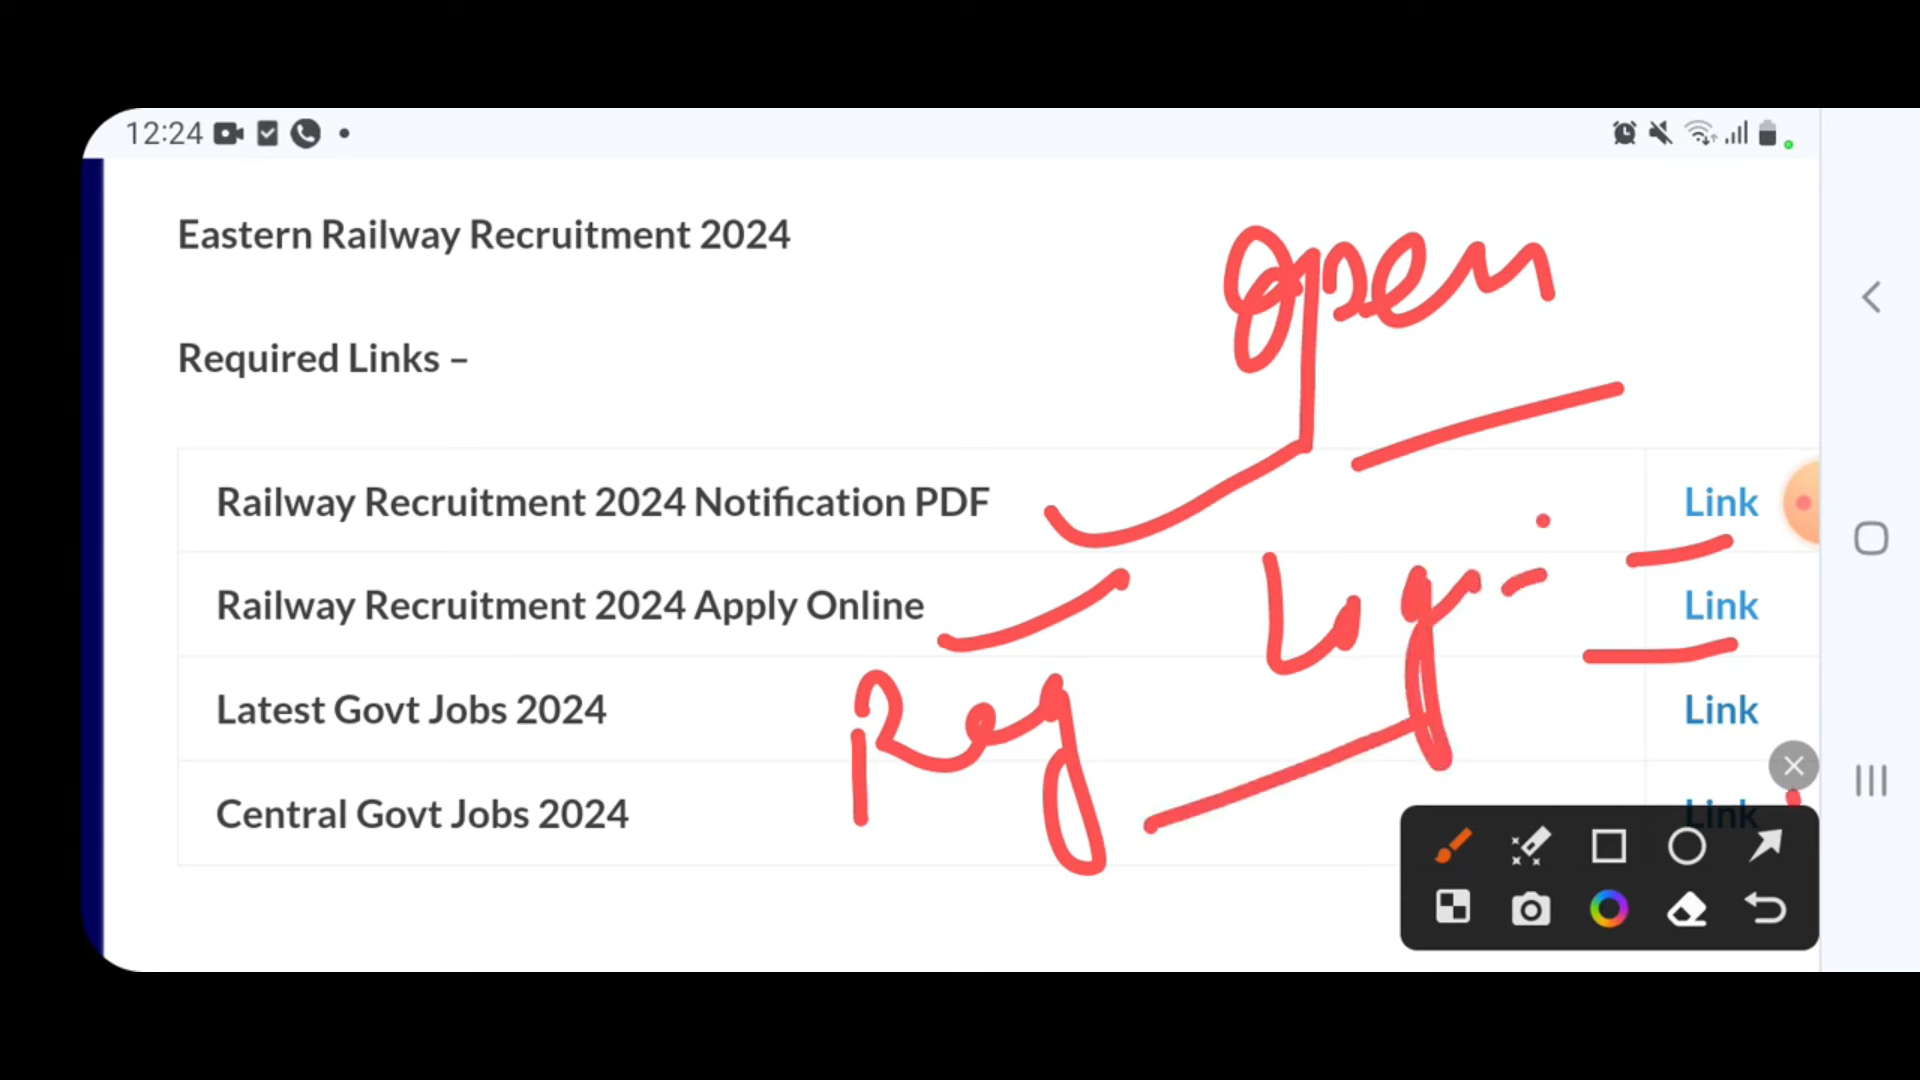 12:24
Eastern Railway Recruitment 2024
open
Required Links –
Railway Recruitment 2024 Notification PDF Link
Railway Recruitment 2024 Apply Online Link
Latest Govt Jobs 2024 Link
Reg
Central Govt Jobs 2024 Link